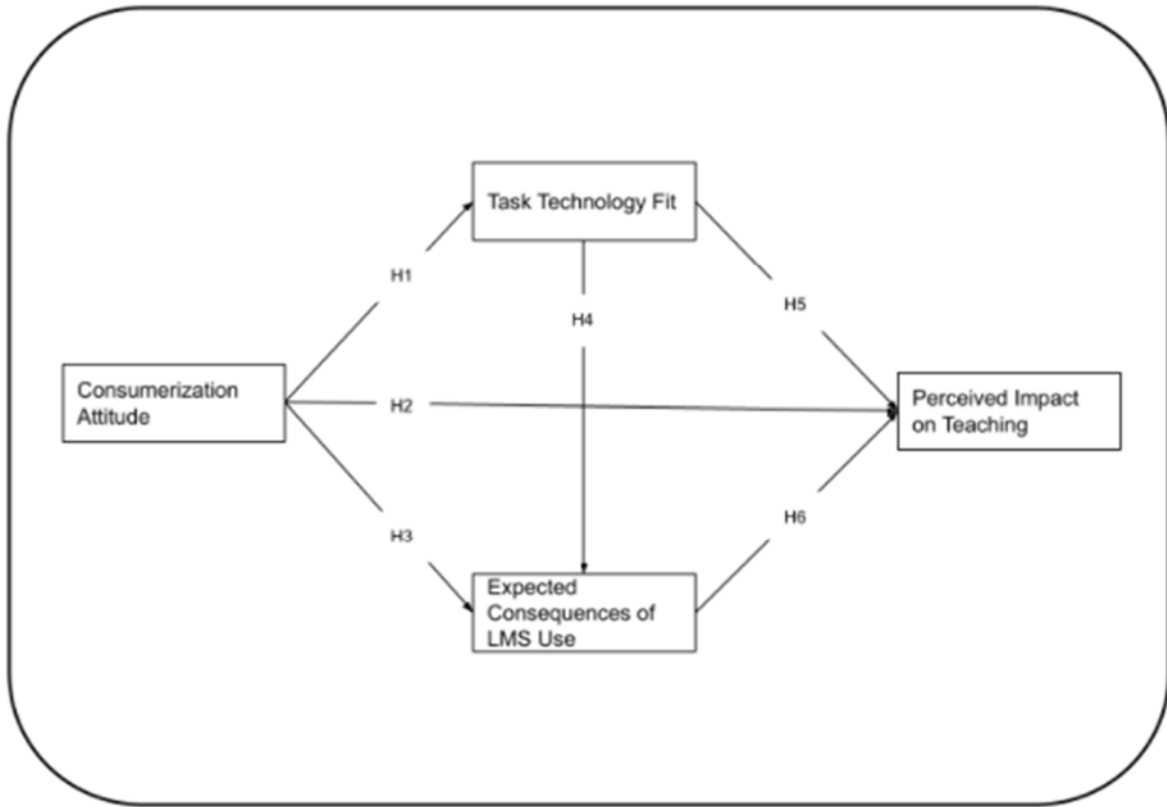 Task Technology Fit
H1
H5
H4
Consumerization
Attitude
H2
Perceived Impact
on Teaching
H3
H6
Expected
Consequences of
LMS Use